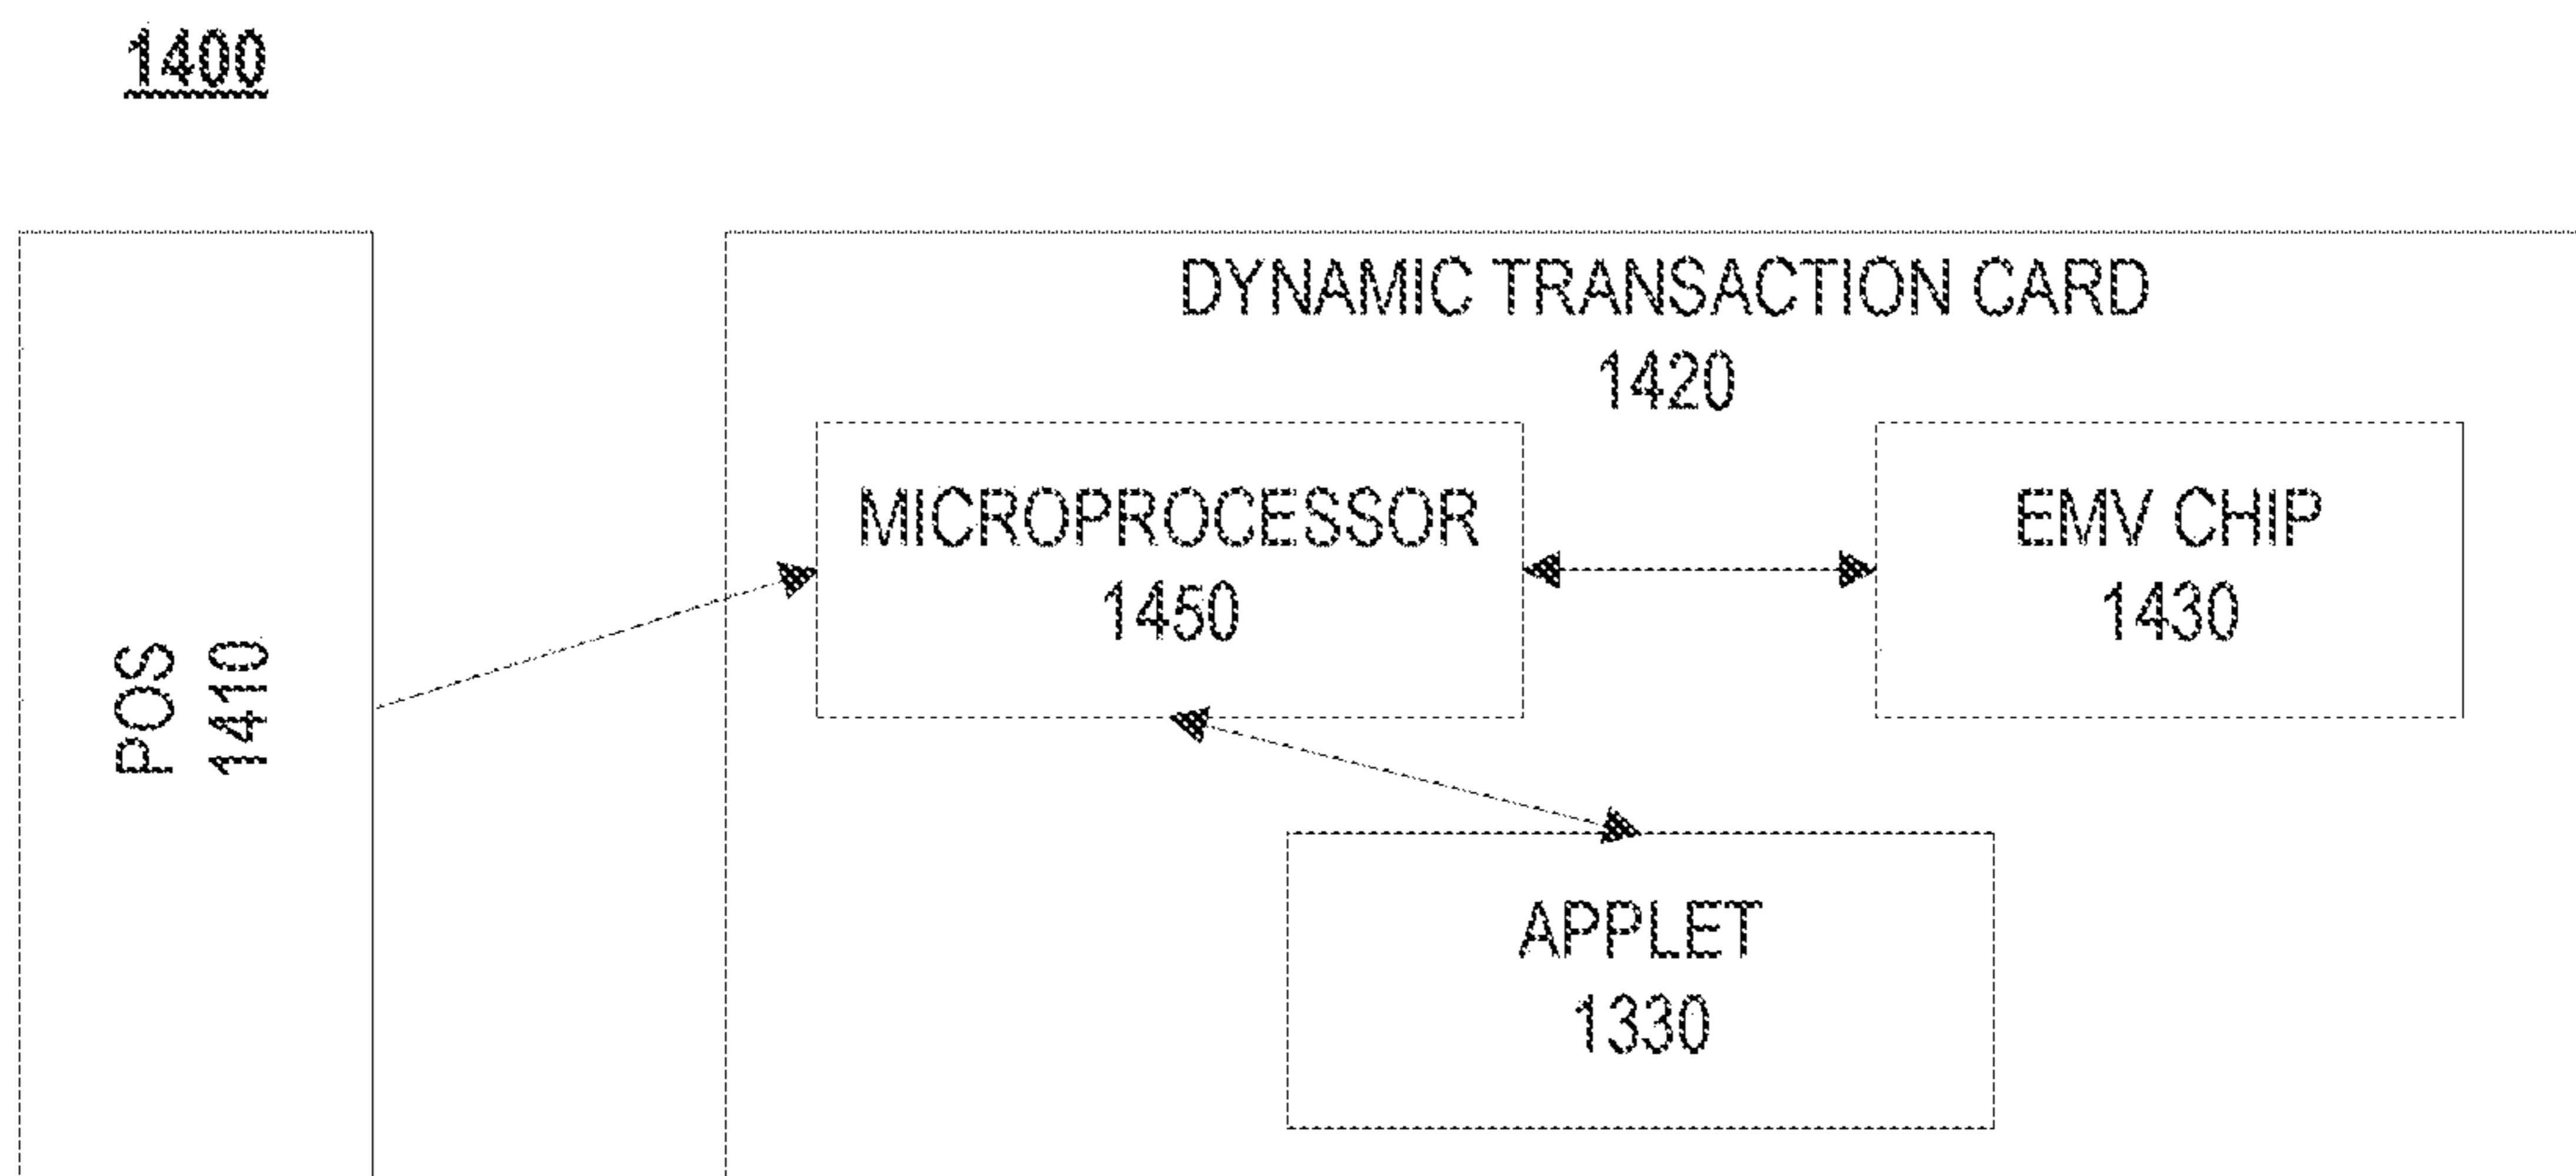 1400
DYNAMIC TRANSACTION CARD
1420
MICROPROCESSOR
1450
EMV CHIP
1430
POS
1410
APPLET
1330